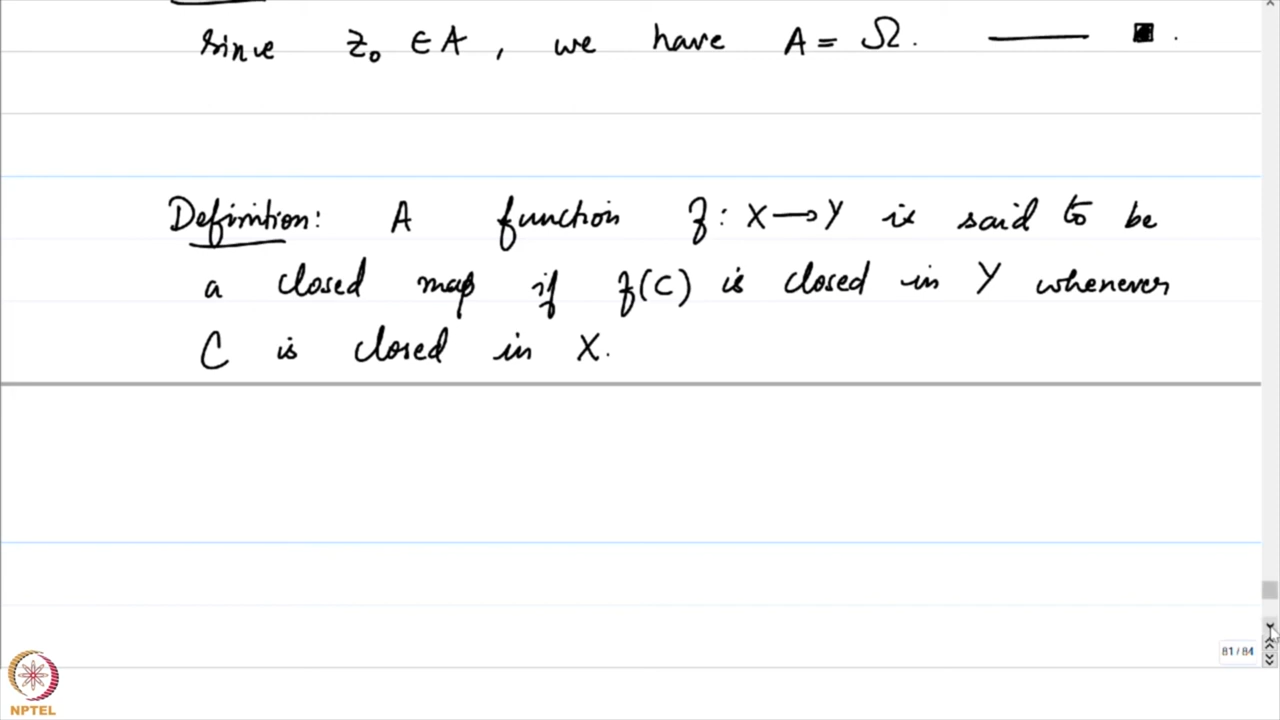 since z₀ ∈ A, we have A = Ω. ——— ■.
Definition: A function f: X→Y is said to be
a closed map if f(C) is closed in Y whenever
C is closed in X.
81 / 84
NPTEL